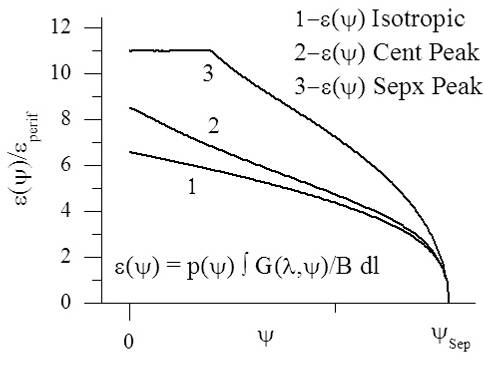 12
10
8
6
4
2
0
ε(ψ)/ε_purif
1–ε(ψ) Isotropic
2–ε(ψ) Cent Peak
3–ε(ψ) Sepx Peak
3
2
1
ε(ψ) = p(ψ) ∫ G(λ,ψ)/B dl
0
ψ
ψ_Sep